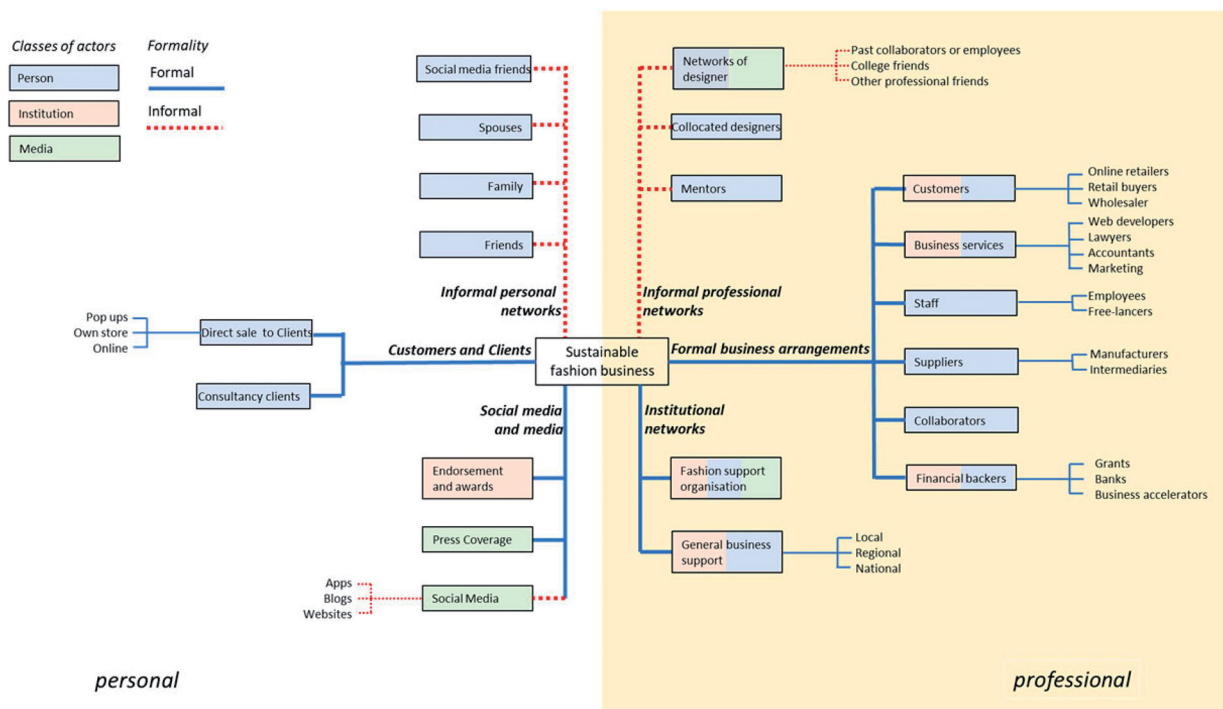 Classes of actors
Formality
Person
Formal
Institution
Informal
Media
Social media friends
Spouses
Family
Friends
Informal personal
networks
Networks of
designer
Past collaborators or employees
College friends
Other professional friends
Collocated designers
Mentors
Informal professional
networks
Pop ups
Own store
Online
Direct sale to Clients
Consultancy clients
Customers and Clients
Sustainable
fashion business
Formal business arrangements
Customers
Online retailers
Retail buyers
Wholesaler
Business services
Web developers
Lawyers
Accountants
Marketing
Staff
Employees
Free-lancers
Suppliers
Manufacturers
Intermediaries
Collaborators
Financial backers
Grants
Banks
Business accelerators
Social media
and media
Endorsement
and awards
Press Coverage
Social Media
Apps
Blogs
Websites
Institutional
networks
Fashion support
organisation
General business
support
Local
Regional
National
personal
professional